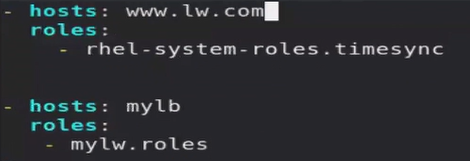 - hosts: www.lw.com
  roles:
    - rhel-system-roles.timesync

- hosts: mylb
  roles:
   - mylw.roles